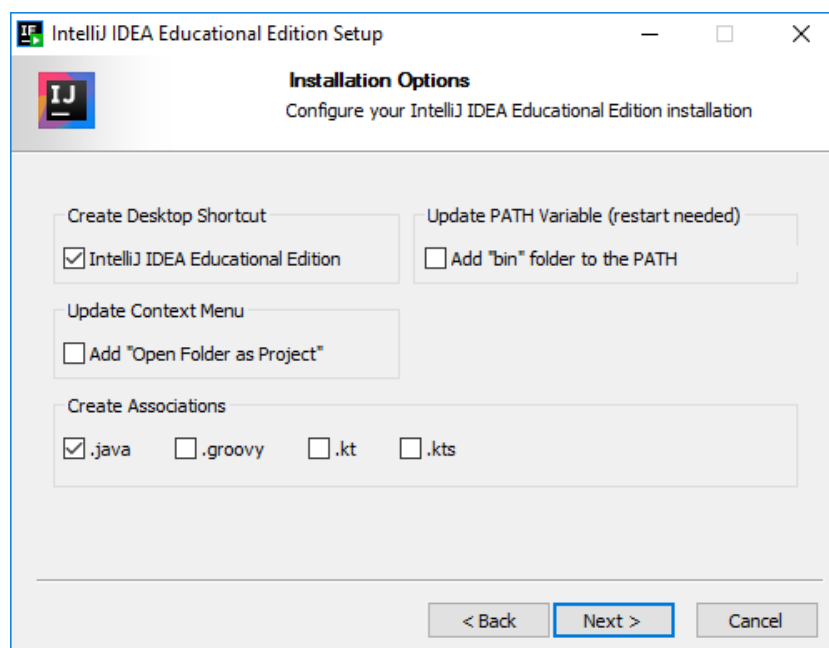 IntelliJ IDEA Educational Edition Setup
IJ
Installation Options
Configure your IntelliJ IDEA Educational Edition installation
Create Desktop Shortcut
IntelliJ IDEA Educational Edition
Update PATH Variable (restart needed)
Add "bin" folder to the PATH
Update Context Menu
Add "Open Folder as Project"
Create Associations
.java .groovy .kt .kts
< Back Next > Cancel